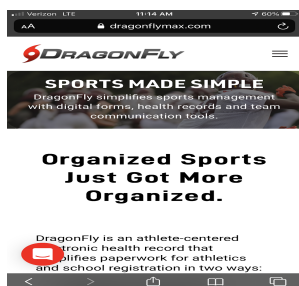 Verizon LTE 11:14 AM 60%
AA dragonflymax.com
DRAGONFLY
SPORTS MADE SIMPLE
DragonFly simplifies sports management
with digital forms, health records and team
communication tools.
Organized Sports
Just Got More
Organized.
DragonFly is an athlete-centered
tronic health record that
plifies paperwork for athletics
and school registration in two ways: